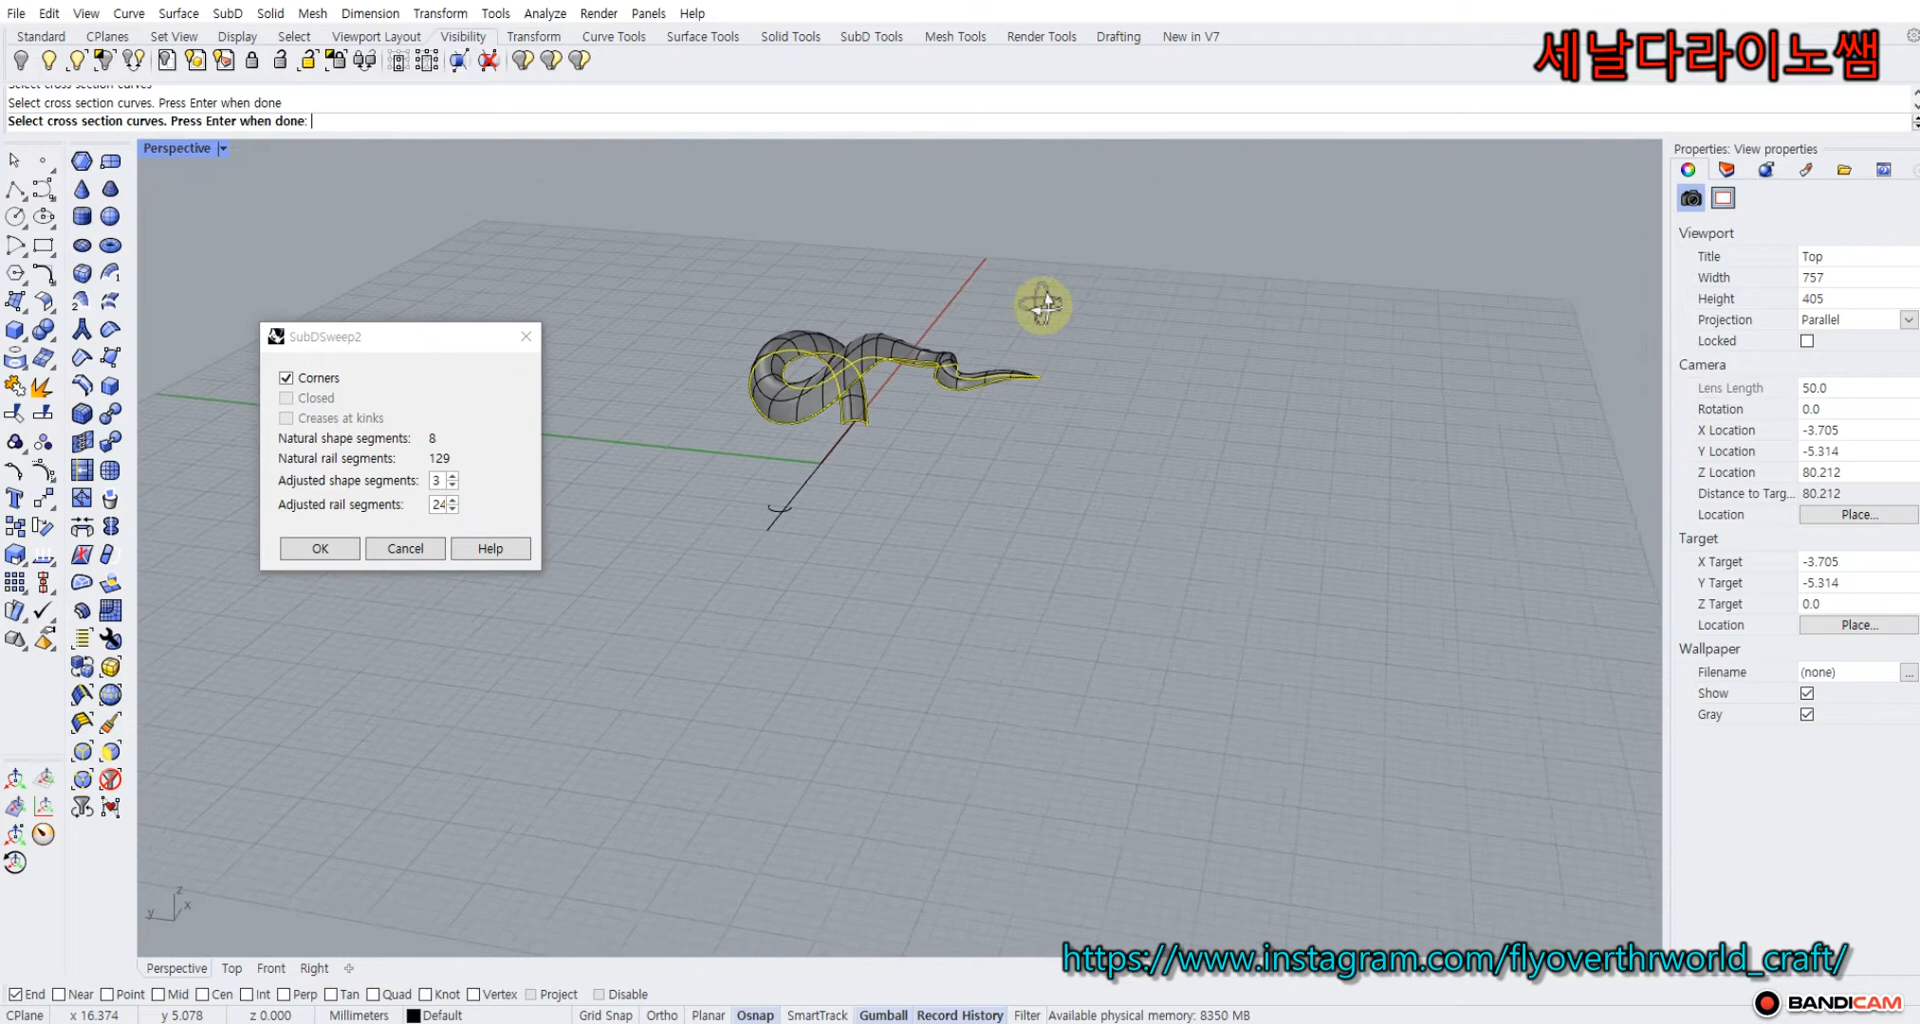 File Edit View Curve Surface SubD Solid Mesh Dimension Transform Tools Analyze Render Panels Help
Standard CPlanes Set View Display Select Viewport Layout Visibility Transform Curve Tools Surface Tools Solid Tools SubD Tools Mesh Tools Render Tools Drafting New in V7
세날다라이노쌤
Select cross section curves
Select cross section curves. Press Enter when done
Select cross section curves. Press Enter when done:
Perspective
Properties: View properties
Viewport
Title Top
Width 757
Height 405
Projection Parallel
Locked
Camera
Lens Length 50.0
Rotation 0.0
X Location -3.705
Y Location -5.314
Z Location 80.212
Distance to Targ... 80.212
Location Place...
Target
X Target -3.705
Y Target -5.314
Z Target 0.0
Location Place...
Wallpaper
Filename (none) ...
Show
Gray
SubDSweep2
Corners
Closed
Creases at kinks
Natural shape segments: 8
Natural rail segments: 129
Adjusted shape segments: 3
Adjusted rail segments: 24
OK Cancel Help
z
y x
https://www.instagram.com/flyoverthrworld_craft/
Perspective Top Front Right
End Near Point Mid Cen Int Perp Tan Quad Knot Vertex Project Disable
BANDICAM
CPlane x 16.374 y 5.078 z 0.000 Millimeters Default Grid Snap Ortho Planar Osnap SmartTrack Gumball Record History Filter Available physical memory: 8350 MB